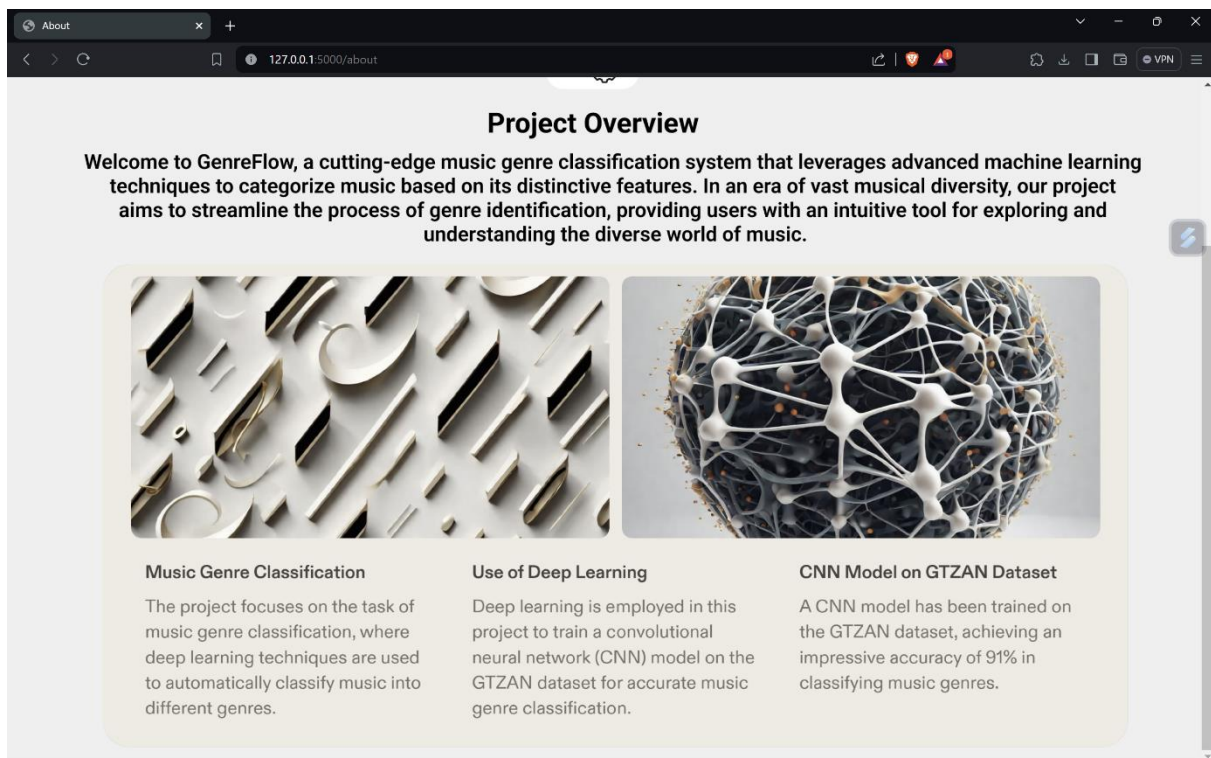 About
127.0.0.1:5000/about
VPN
Project Overview
Welcome to GenreFlow, a cutting-edge music genre classification system that leverages advanced machine learning
techniques to categorize music based on its distinctive features. In an era of vast musical diversity, our project
aims to streamline the process of genre identification, providing users with an intuitive tool for exploring and
understanding the diverse world of music.
Music Genre Classification
The project focuses on the task of
music genre classification, where
deep learning techniques are used
to automatically classify music into
different genres.
Use of Deep Learning
Deep learning is employed in this
project to train a convolutional
neural network (CNN) model on the
GTZAN dataset for accurate music
genre classification.
CNN Model on GTZAN Dataset
A CNN model has been trained on
the GTZAN dataset, achieving an
impressive accuracy of 91% in
classifying music genres.